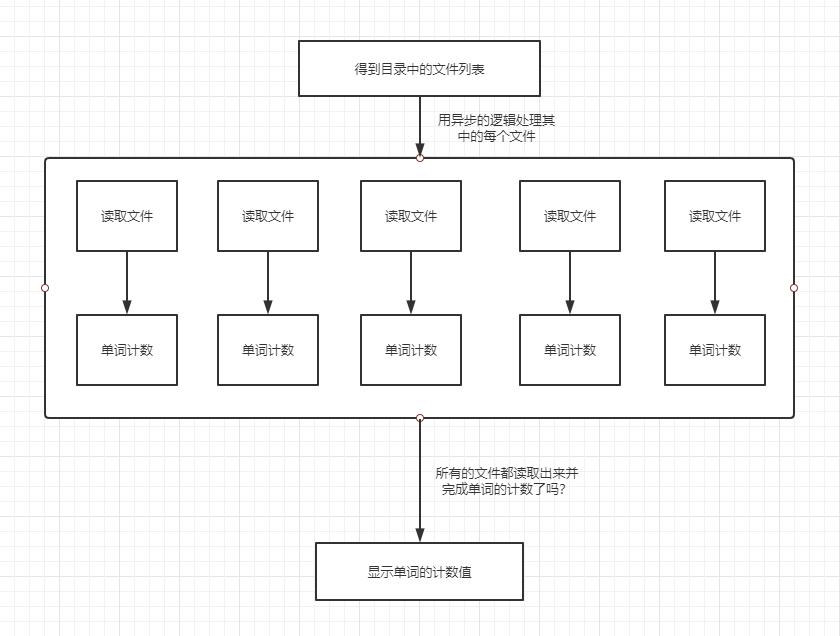 得到目录中的文件列表
用异步的逻辑处理其
中的每个文件
读取文件 读取文件 读取文件 读取文件 读取文件
单词计数 单词计数 单词计数 单词计数 单词计数
所有的文件都读取出来并
完成单词的计数了吗?
显示单词的计数值